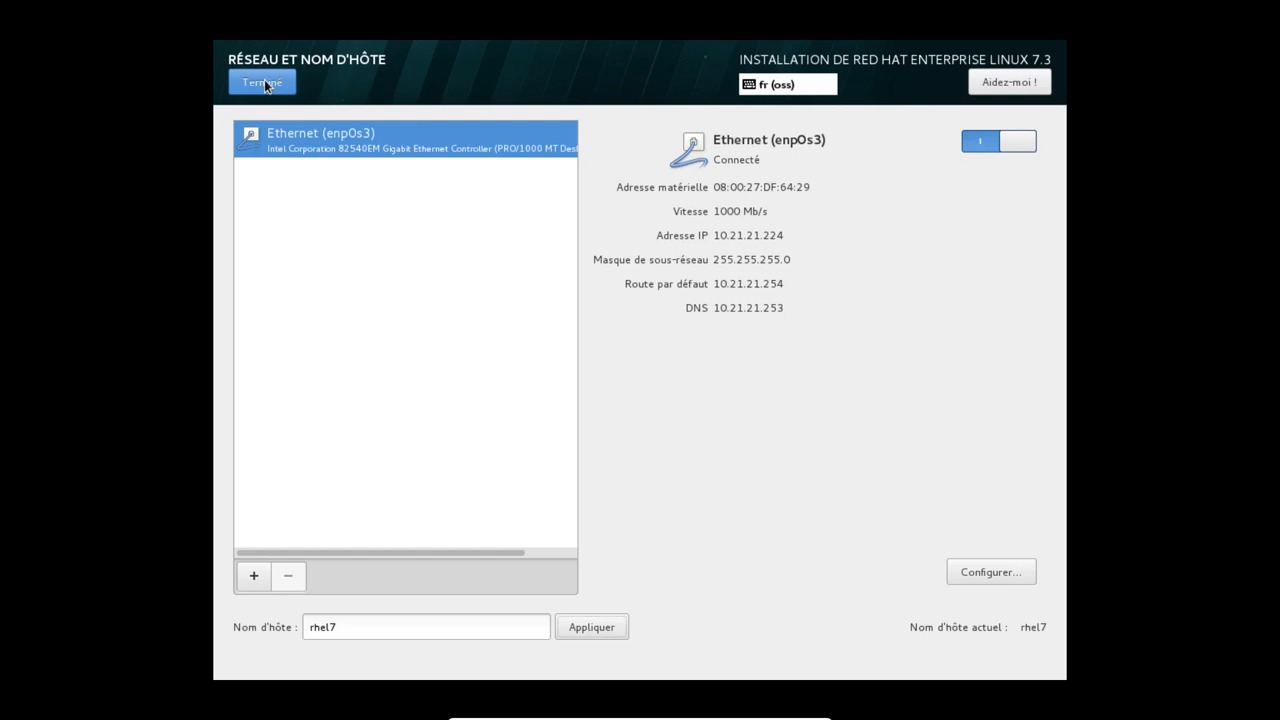 RÉSEAU ET NOM D'HÔTE
INSTALLATION DE RED HAT ENTERPRISE LINUX 7.3
Terminé
fr (oss)
Aidez-moi !
Ethernet (enp0s3)
Intel Corporation 82540EM Gigabit Ethernet Controller (PRO/1000 MT
Ethernet (enp0s3)
Connecté
I
Adresse matérielle 08:00:27:DF:64:29
Vitesse 1000 Mb/s
Adresse IP 10.21.21.224
Masque de sous-réseau 255.255.255.0
Route par défaut 10.21.21.254
DNS 10.21.21.253
+ −
Configurer...
Nom d'hôte : rhel7 Appliquer
Nom d'hôte actuel : rhel7